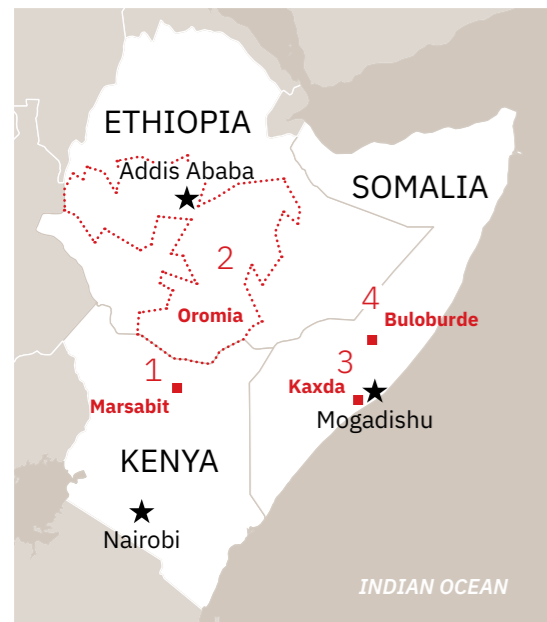 ETHIOPIA
Addis Ababa
SOMALIA
2
Oromia
4
Buloburde
1
3
Marsabit
Kaxda
Mogadishu
KENYA
Nairobi
INDIAN OCEAN